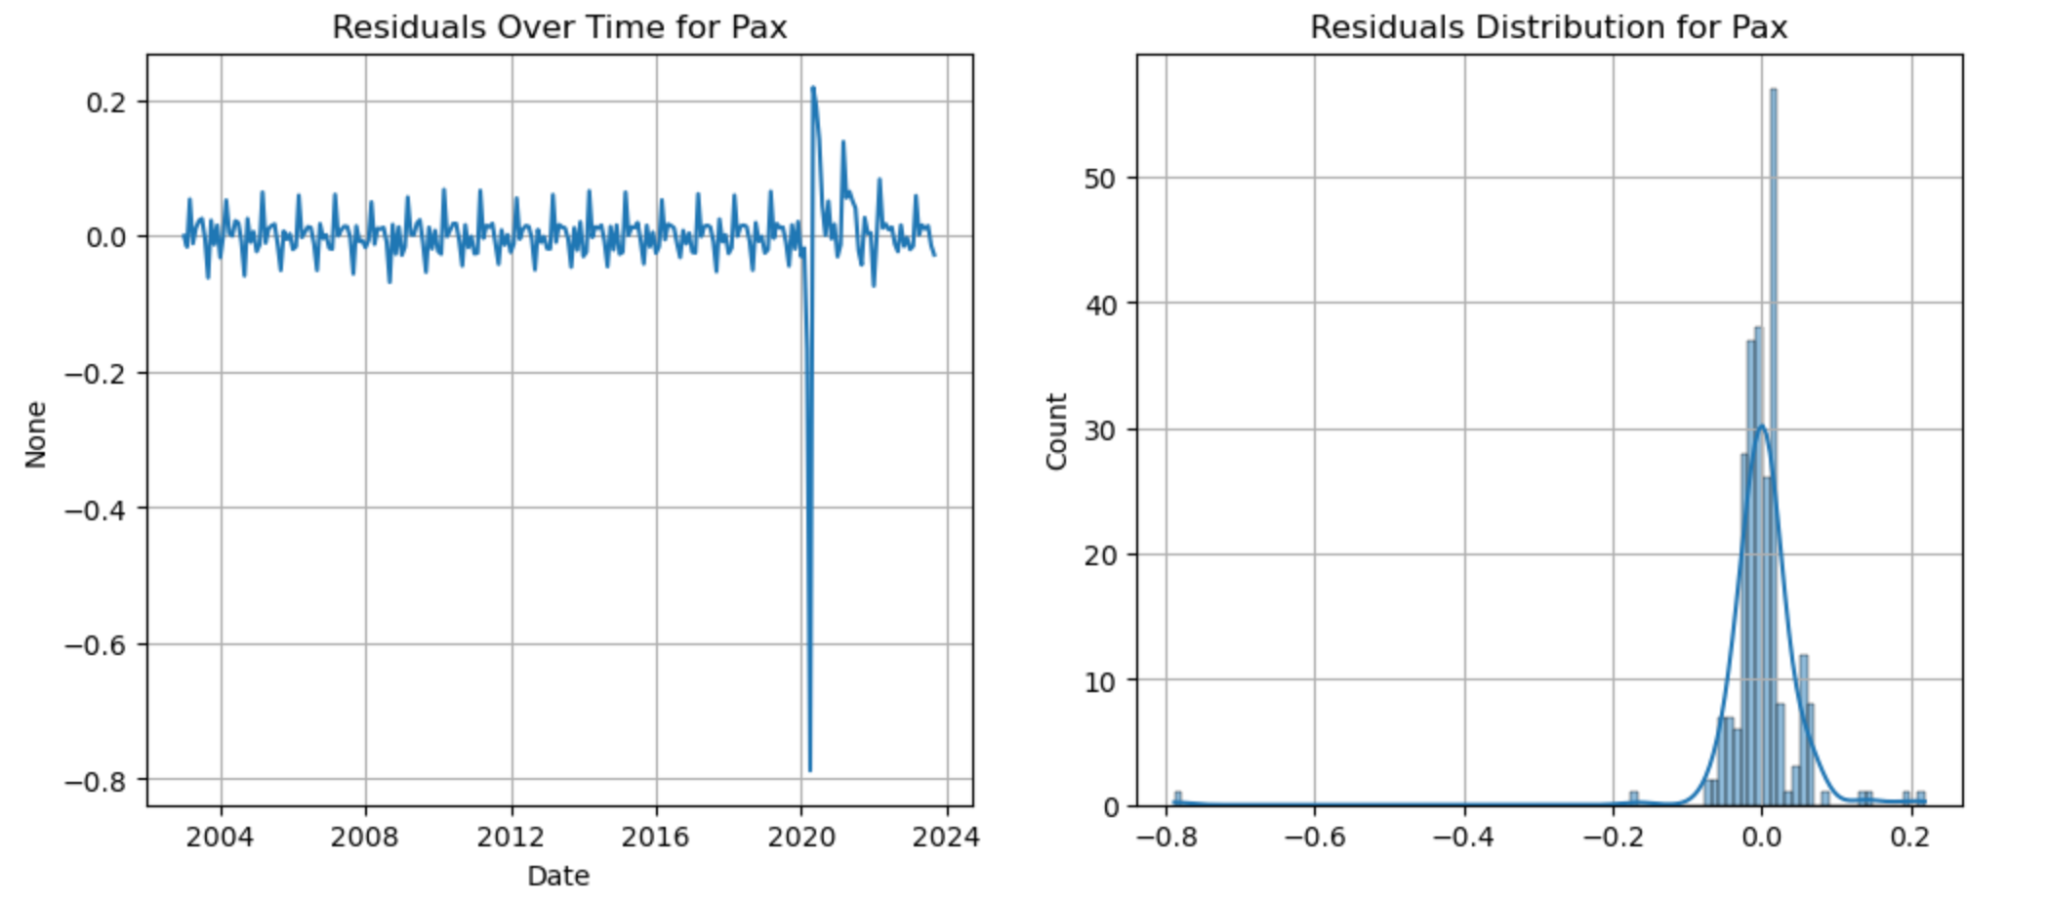 Residuals Over Time for Pax
0.2
0.0
−0.2
−0.4
−0.6
−0.8
None
2004 2008 2012 2016 2020 2024
Date
Residuals Distribution for Pax
50
40
30
20
10
0
Count
−0.8 −0.6 −0.4 −0.2 0.0 0.2